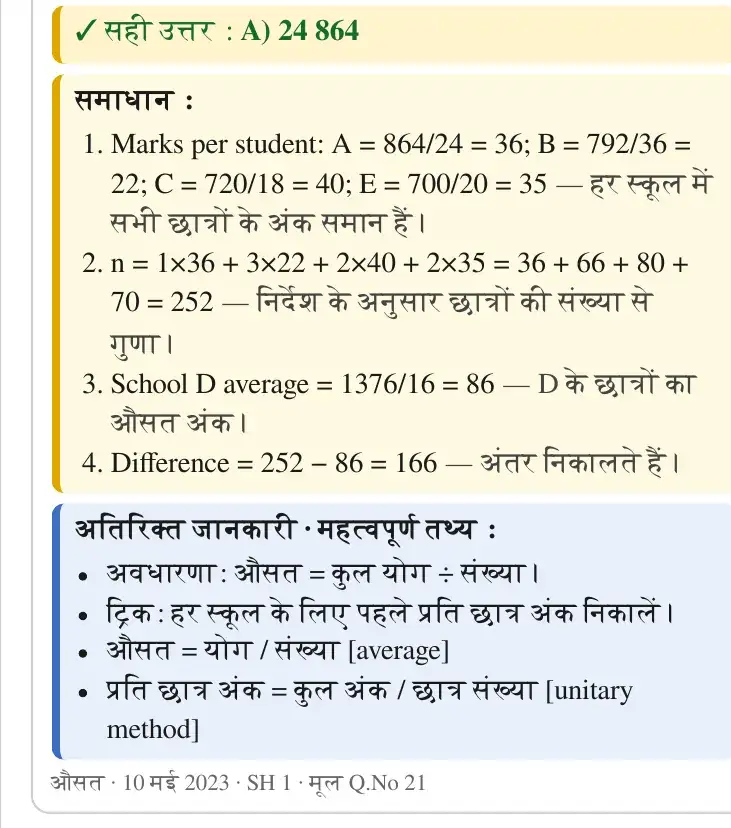 ✓ सही उत्तर : A) 24 864
समाधान :
1. Marks per student: A = 864/24 = 36; B = 792/36 =
22; C = 720/18 = 40; E = 700/20 = 35 — हर स्कूल में
सभी छात्रों के अंक समान हैं।
2. n = 1×36 + 3×22 + 2×40 + 2×35 = 36 + 66 + 80 +
70 = 252 — निर्देश के अनुसार छात्रों की संख्या से
गुणा।
3. School D average = 1376/16 = 86 — D के छात्रों का
औसत अंक।
4. Difference = 252 − 86 = 166 — अंतर निकालते हैं।
अतिरिक्त जानकारी · महत्वपूर्ण तथ्य :
• अवधारणा : औसत = कुल योग ÷ संख्या।
• ट्रिक : हर स्कूल के लिए पहले प्रति छात्र अंक निकालें।
• औसत = योग / संख्या [average]
• प्रति छात्र अंक = कुल अंक / छात्र संख्या [unitary
method]
औसत · 10 मई 2023 · SH 1 · मूल Q.No 21